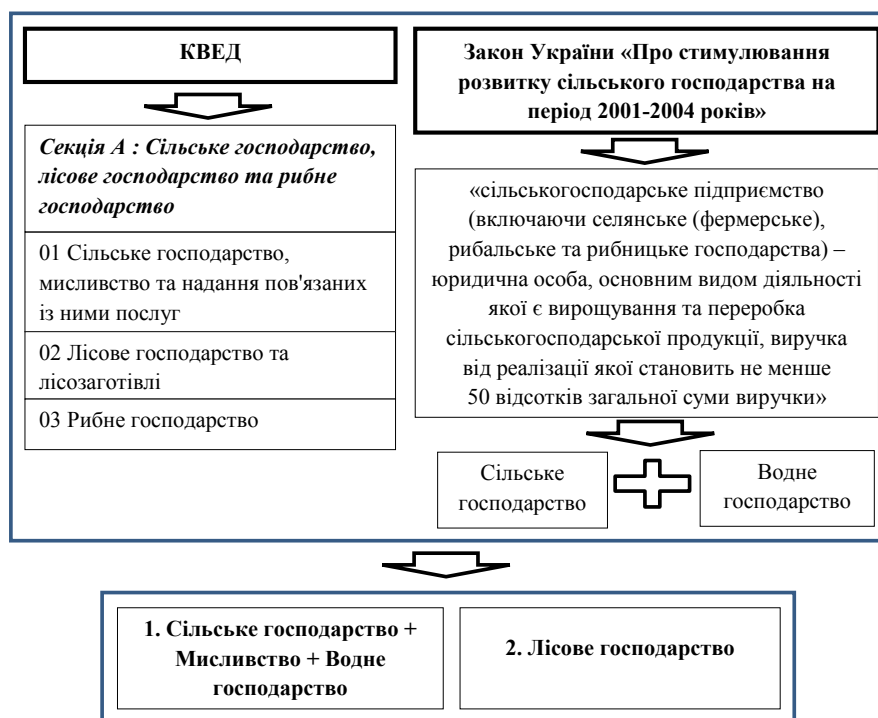 КВЕД
Секція А : Сільське господарство,
лісове господарство та рибне
господарство
01 Сільське господарство,
мисливство та надання пов'язаних
із ними послуг
02 Лісове господарство та
лісозаготівлі
03 Рибне господарство
Закон України «Про стимулювання
розвитку сільського господарства на
період 2001-2004 років»
«сільськогосподарське підприємство
(включаючи селянське (фермерське),
рибальське та рибницьке господарства) –
юридична особа, основним видом діяльності
якої є вирощування та переробка
сільськогосподарської продукції, виручка
від реалізації якої становить не менше
50 відсотків загальної суми виручки»
Сільське
господарство
Водне
господарство
1. Сільське господарство +
Мисливство + Водне
господарство
2. Лісове господарство